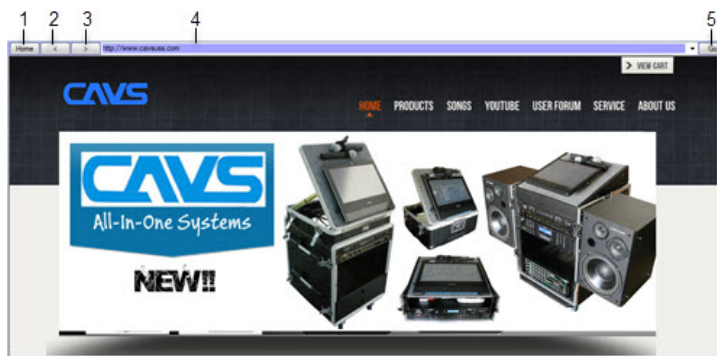 1 2 3 4 5
Home < > http://www.cavsusa.com Go
> VIEW CART
CAVS
HOME PRODUCTS SONGS YOUTUBE USER FORUM SERVICE ABOUT US
CAVS
All-In-One Systems
NEW!!